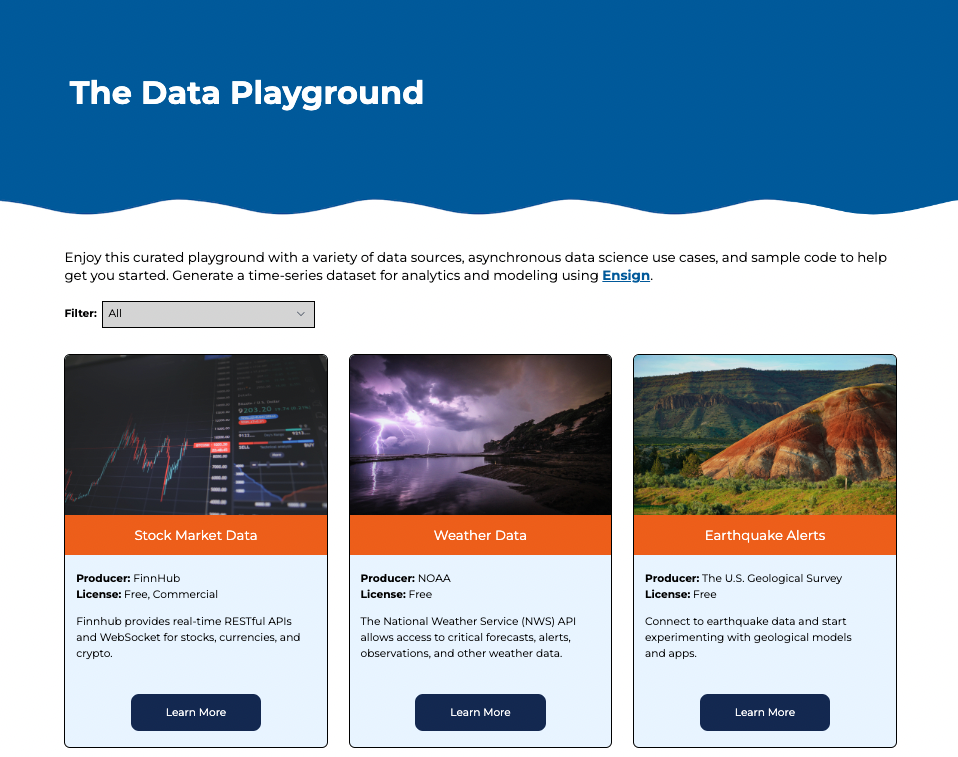 The Data Playground
Enjoy this curated playground with a variety of data sources, asynchronous data science use cases, and sample code to help
get you started. Generate a time-series dataset for analytics and modeling using Ensign.
Filter: All
Stock Market Data
Producer: FinnHub
License: Free, Commercial
Finnhub provides real-time RESTful APIs
and WebSocket for stocks, currencies, and
crypto.
Learn More
Weather Data
Producer: NOAA
License: Free
The National Weather Service (NWS) API
allows access to critical forecasts, alerts,
observations, and other weather data.
Learn More
Earthquake Alerts
Producer: The U.S. Geological Survey
License: Free
Connect to earthquake data and start
experimenting with geological models
and apps.
Learn More